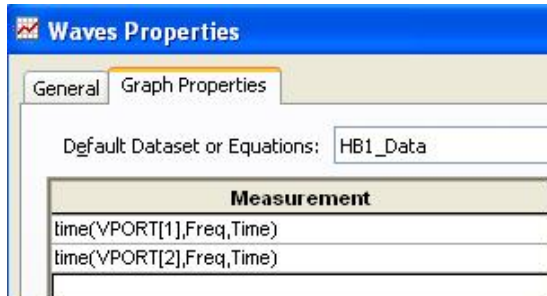 Waves Properties
General Graph Properties
Default Dataset or Equations: HB1_Data
Measurement
time(VPORT[1],Freq,Time)
time(VPORT[2],Freq,Time)